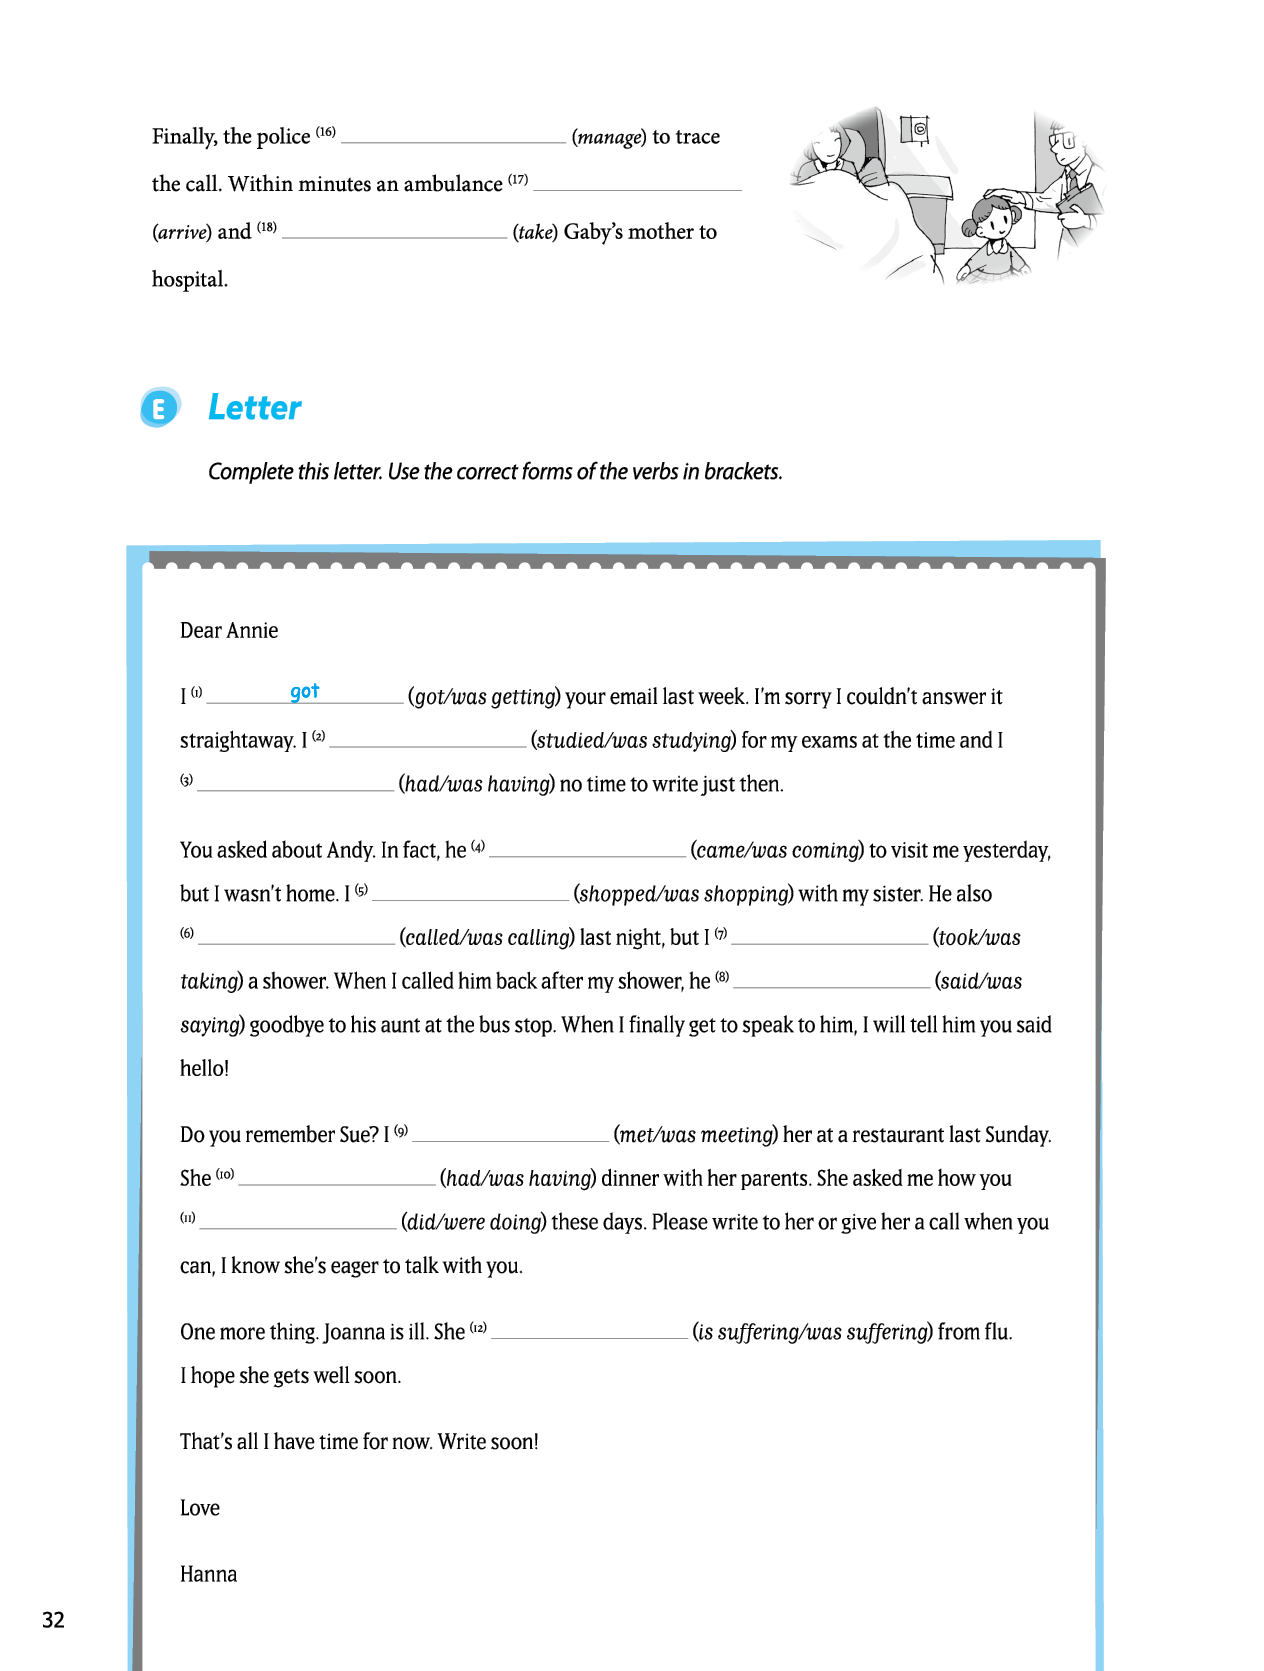 Finally, the police (16) ____________ (manage) to trace
the call. Within minutes an ambulance (17) ____________
(arrive) and (18) ____________ (take) Gaby's mother to
hospital.
E Letter
Complete this letter. Use the correct forms of the verbs in brackets.
Dear Annie
I (1) got (got/was getting) your email last week. I'm sorry I couldn't answer it
straightaway. I (2) ____________ (studied/was studying) for my exams at the time and I
(3) ____________ (had/was having) no time to write just then.
You asked about Andy. In fact, he (4) ____________ (came/was coming) to visit me yesterday,
but I wasn't home. I (5) ____________ (shopped/was shopping) with my sister. He also
(6) ____________ (called/was calling) last night, but I (7) ____________ (took/was
taking) a shower. When I called him back after my shower, he (8) ____________ (said/was
saying) goodbye to his aunt at the bus stop. When I finally get to speak to him, I will tell him you said
hello!
Do you remember Sue? I (9) ____________ (met/was meeting) her at a restaurant last Sunday.
She (10) ____________ (had/was having) dinner with her parents. She asked me how you
(11) ____________ (did/were doing) these days. Please write to her or give her a call when you
can, I know she's eager to talk with you.
One more thing. Joanna is ill. She (12) ____________ (is suffering/was suffering) from flu.
I hope she gets well soon.
That's all I have time for now. Write soon!
Love
Hanna
32